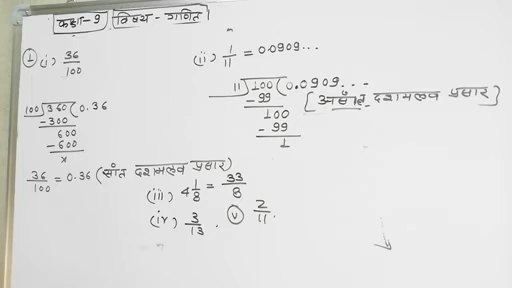 कक्षा-9 विषय-गणित
1 (i) 36/100
100)360(0.36
-300
600
-600
x
36/100 = 0.36 (सांत दशमलव प्रसार)
(ii) 1/11 = 0.0909...
11)100(0.0909...
-99
100
-99
1
[असांत दशमलव प्रसार]
(iii) 4 1/8 = 33/8
(iv) 3/13 . (v) 2/11 .